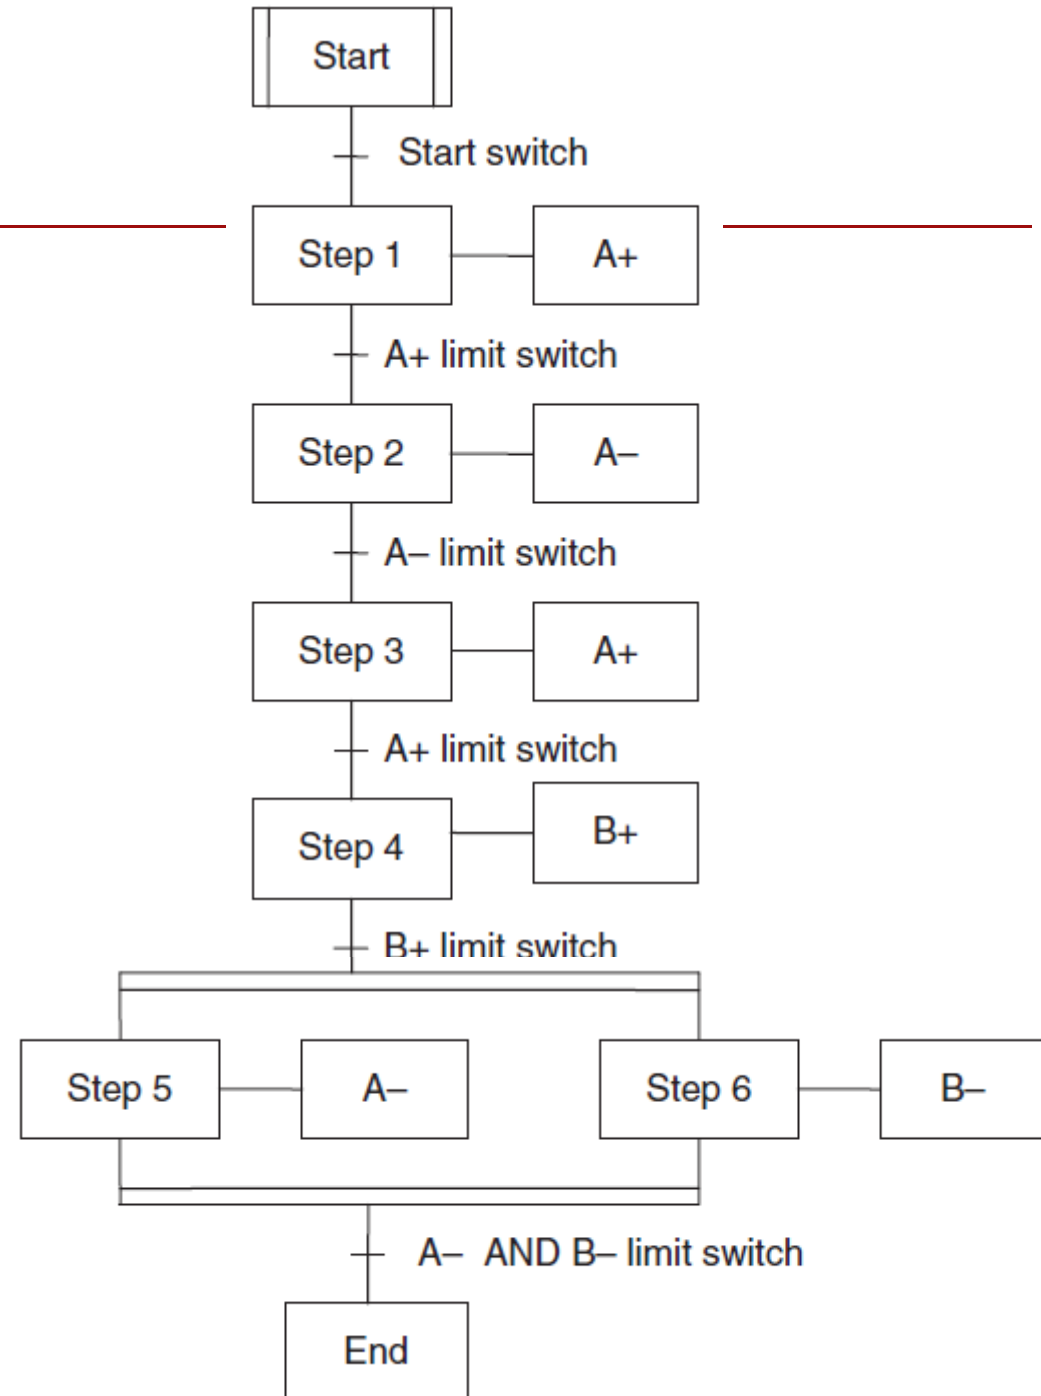 Start
Start switch
Step 1
A+
A+ limit switch
Step 2
A–
A– limit switch
Step 3
A+
A+ limit switch
Step 4
B+
B+ limit switch
Step 5
A–
Step 6
B–
A– AND B– limit switch
End